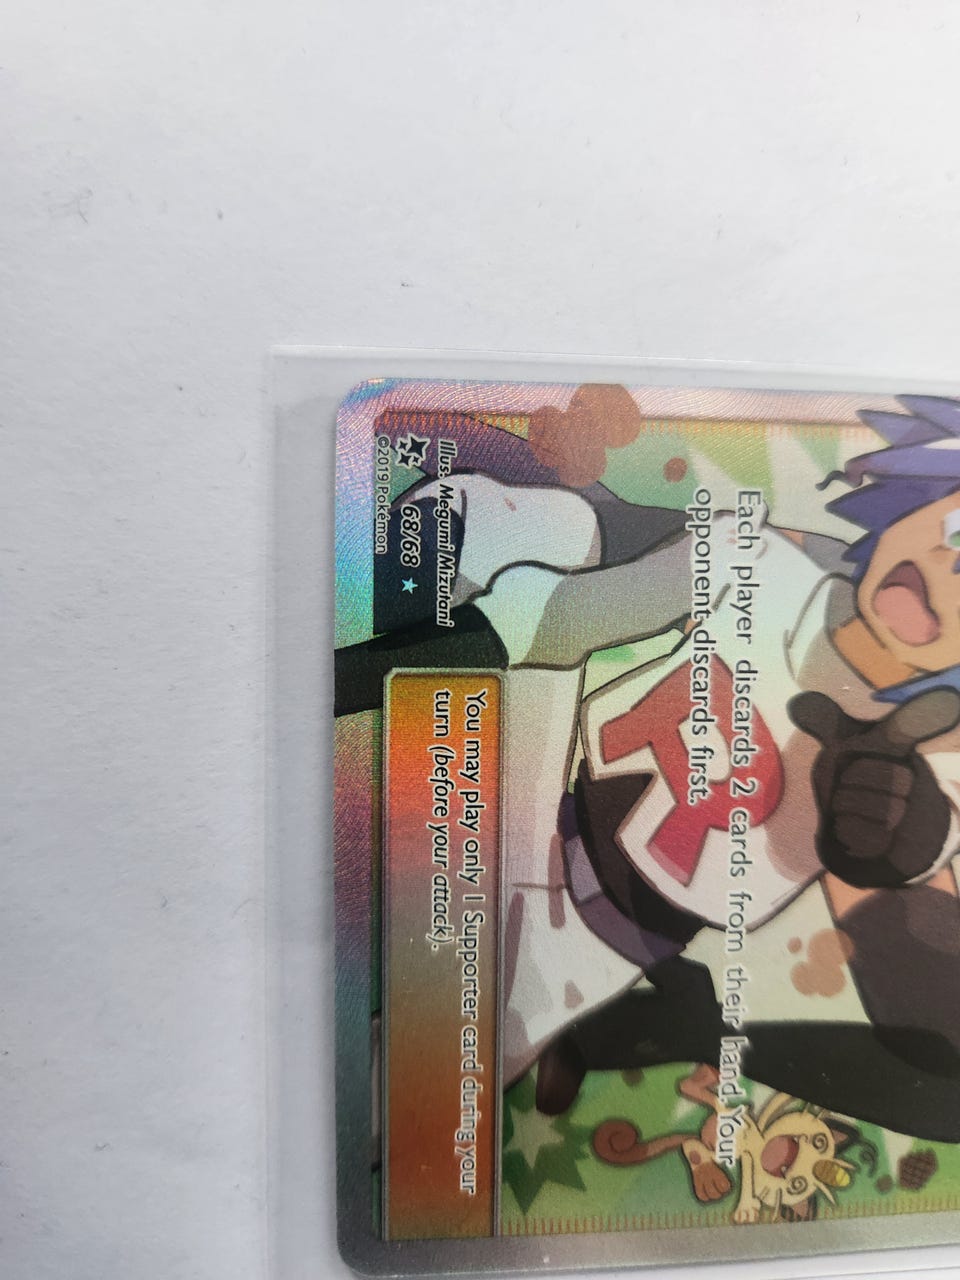 Each player discards 2 cards from their hand. Your
opponent discards first.
You may play only 1 Supporter card during your
turn (before your attack).
Illus. Megumi Mizutani
68/68
©2019 Pokémon
R